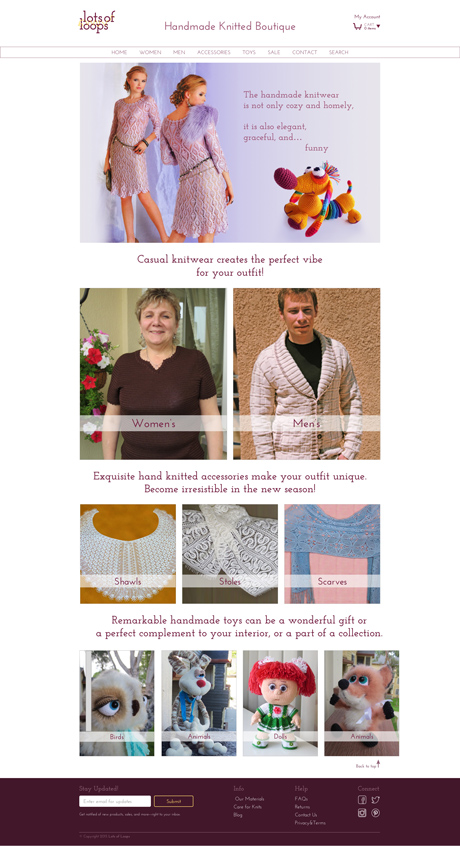 lots of
loops
Handmade Knitted Boutique
My Account
CART
0 items
HOME WOMEN MEN ACCESSORIES TOYS SALE CONTACT SEARCH
The handmade knitwear
is not only cozy and homely,
it is also elegant,
graceful, and...
funny
Casual knitwear creates the perfect vibe
for your outfit!
Women's
Men's
Exquisite hand knitted accessories make your outfit unique.
Become irresistible in the new season!
Shawls
Stoles
Scarves
Remarkable handmade toys can be a wonderful gift or
a perfect complement to your interior, or a part of a collection.
Birds
Animals
Dolls
Animals
Back to top
Stay Updated!
Enter email for updates
Submit
Get notified of new products, sales, and more right to your inbox
Info
Our Materials
Care for Knits
Blog
Help
FAQs
Returns
Contact Us
Privacy&Terms
Connect
© Copyright 2019 Lots of Loops